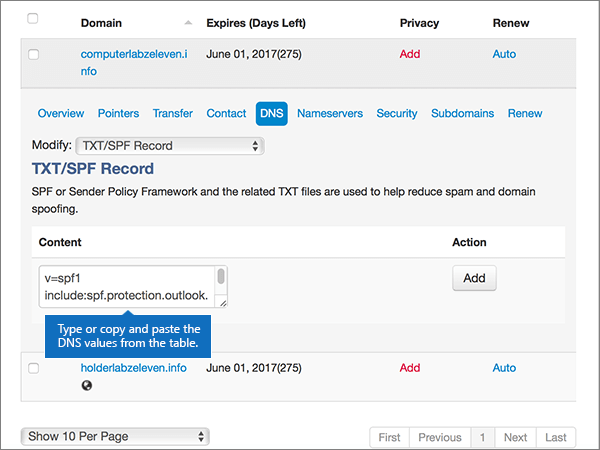 Domain Expires (Days Left) Privacy Renew
computerlabzeleven.i
nfo June 01, 2017(275) Add Auto
Overview Pointers Transfer Contact DNS Nameservers Security Subdomains Renew
Modify: TXT/SPF Record
TXT/SPF Record
SPF or Sender Policy Framework and the related TXT files are used to help reduce spam and domain
spoofing.
Content Action
v=spf1
include:spf.protection.outlook.
Add
Type or copy and paste the
DNS values from the table.
holderlabzeleven.info June 01, 2017(275) Add Auto
Show 10 Per Page First Previous 1 Next Last